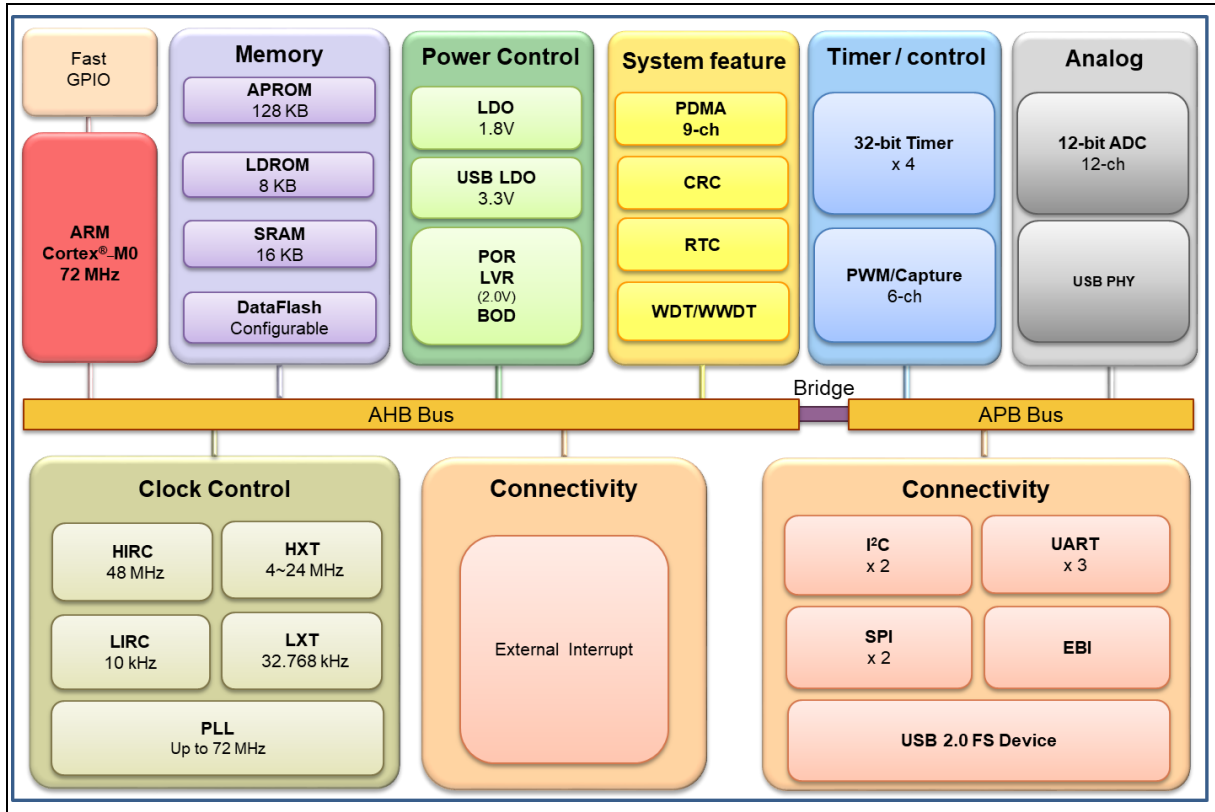 Fast
GPIO
ARM
Cortex®-M0
72 MHz
Memory
APROM
128 KB
LDROM
8 KB
SRAM
16 KB
DataFlash
Configurable
Power Control
LDO
1.8V
USB LDO
3.3V
POR
LVR
(2.0V)
BOD
System feature
PDMA
9-ch
CRC
RTC
WDT/WWDT
Timer / control
32-bit Timer
x 4
PWM/Capture
6-ch
Analog
12-bit ADC
12-ch
USB PHY
AHB Bus
Bridge
APB Bus
Clock Control
HIRC
48 MHz
HXT
4~24 MHz
LIRC
10 kHz
LXT
32.768 kHz
PLL
Up to 72 MHz
Connectivity
External Interrupt
Connectivity
I²C
x 2
UART
x 3
SPI
x 2
EBI
USB 2.0 FS Device